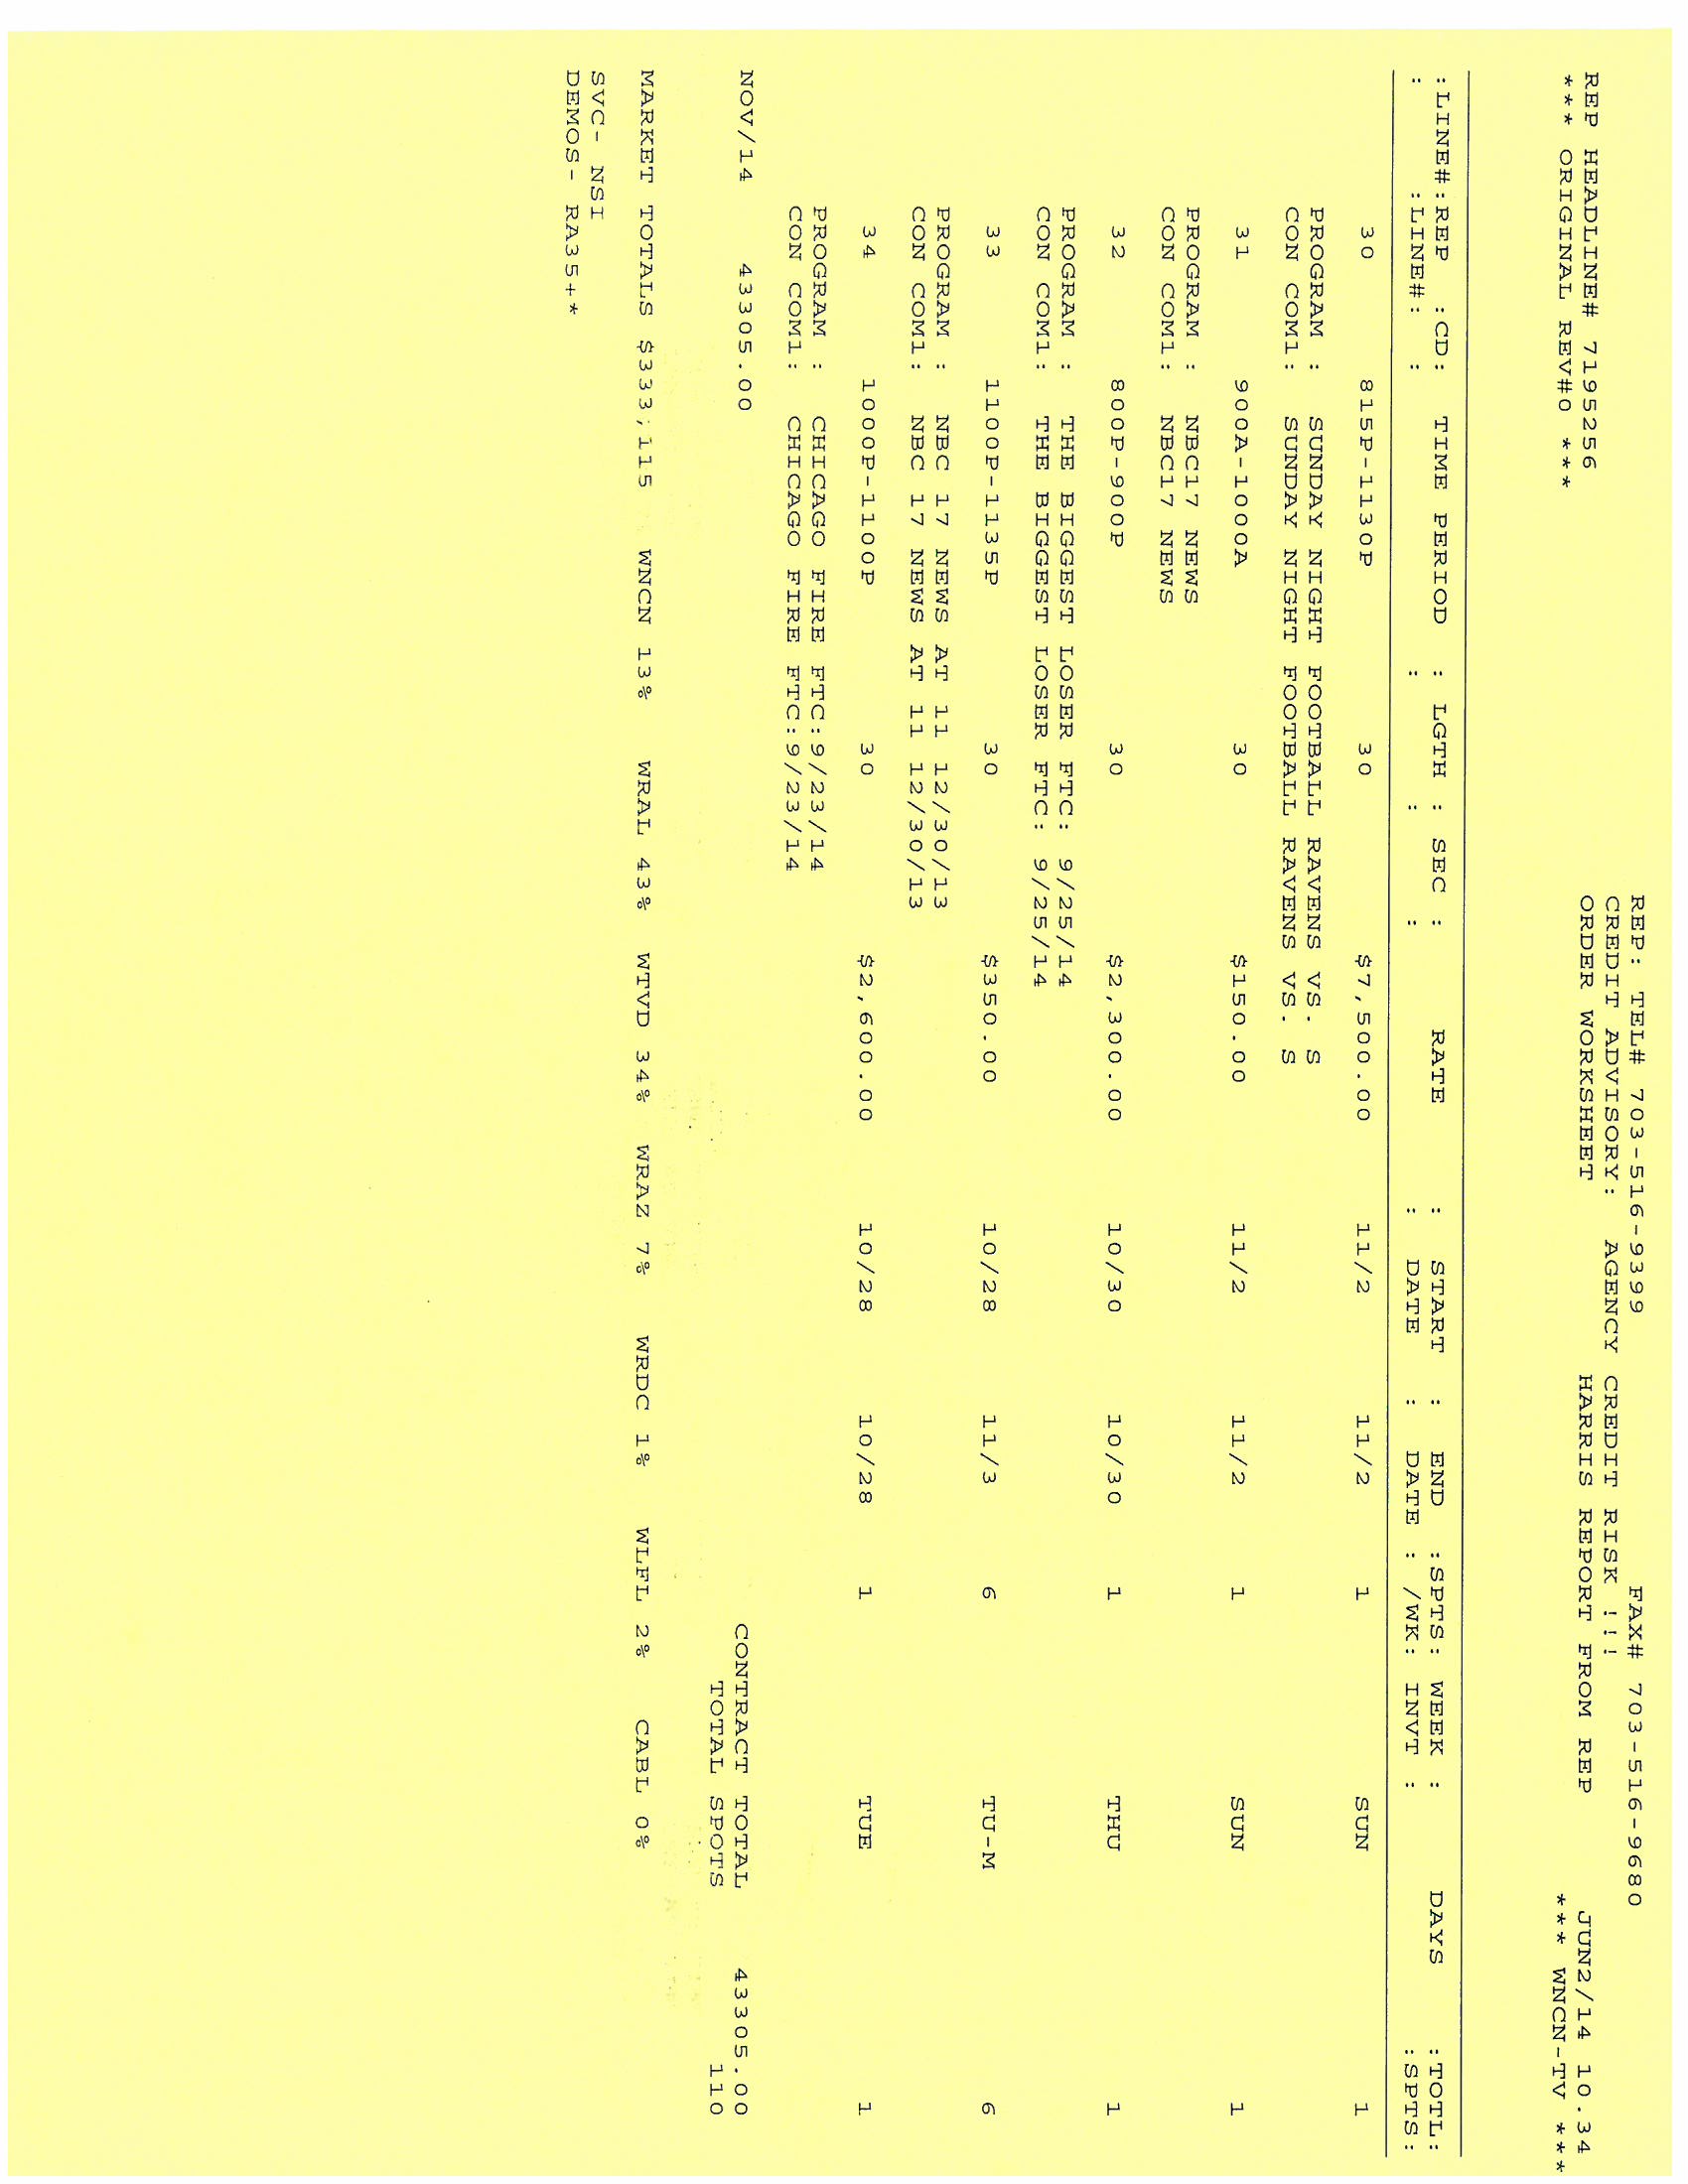 REP: TEL# 703-516-9399 FAX# 703-516-9680
CREDIT ADVISORY: AGENCY CREDIT RISK !!!
REP HEADLINE# 7195256 ORDER WORKSHEET HARRIS REPORT FROM REP JUN2/14 10.34
*** ORIGINAL REV#0 *** *** WNCN-TV ***
:LINE#:REP :CD: TIME PERIOD : LGTH : SEC : RATE : START : END :SPTS: WEEK : DAYS :TOTL:
: :LINE#: : : : : : DATE : DATE : /WK: INVT : :SPTS:
30 815P-1130P 30 $7,500.00 11/2 11/2 1 SUN 1
PROGRAM : SUNDAY NIGHT FOOTBALL RAVENS VS. S
CON COM1: SUNDAY NIGHT FOOTBALL RAVENS VS. S
31 900A-1000A 30 $150.00 11/2 11/2 1 SUN 1
PROGRAM : NBC17 NEWS
CON COM1: NBC17 NEWS
32 800P-900P 30 $2,300.00 10/30 10/30 1 THU 1
PROGRAM : THE BIGGEST LOSER FTC: 9/25/14
CON COM1: THE BIGGEST LOSER FTC: 9/25/14
33 1100P-1135P 30 $350.00 10/28 11/3 6 TU-M 6
PROGRAM : NBC 17 NEWS AT 11 12/30/13
CON COM1: NBC 17 NEWS AT 11 12/30/13
34 1000P-1100P 30 $2,600.00 10/28 10/28 1 TUE 1
PROGRAM : CHICAGO FIRE FTC:9/23/14
CON COM1: CHICAGO FIRE FTC:9/23/14
NOV/14 43305.00 CONTRACT TOTAL 43305.00
TOTAL SPOTS 110
MARKET TOTALS $333,115 WNCN 13% WRAL 43% WTVD 34% WRAZ 7% WRDC 1% WLFL 2% CABL 0%
SVC- NSI
DEMOS- RA35+*